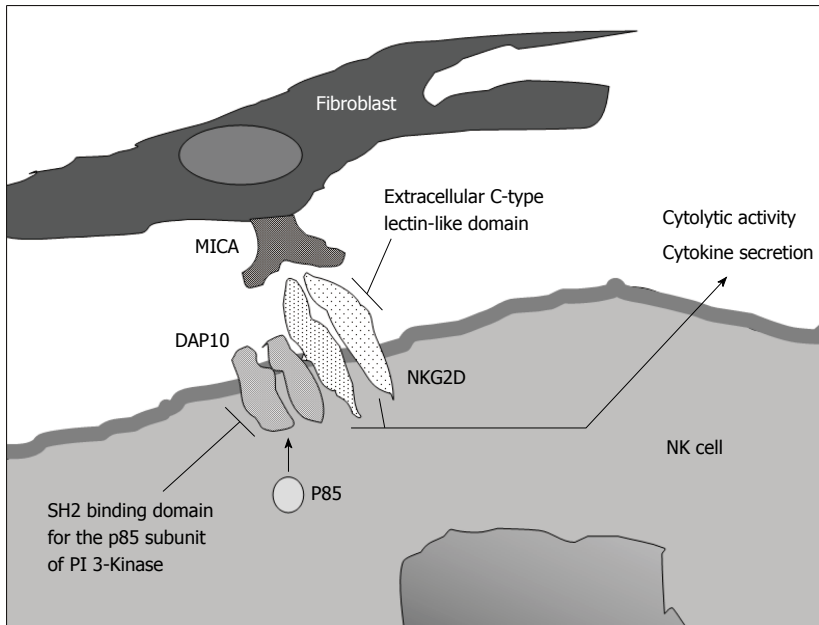 Fibroblast
Extracellular C-type
lectin-like domain
MICA
Cytolytic activity
Cytokine secretion
DAP10
NKG2D
NK cell
P85
SH2 binding domain
for the p85 subunit
of PI 3-Kinase